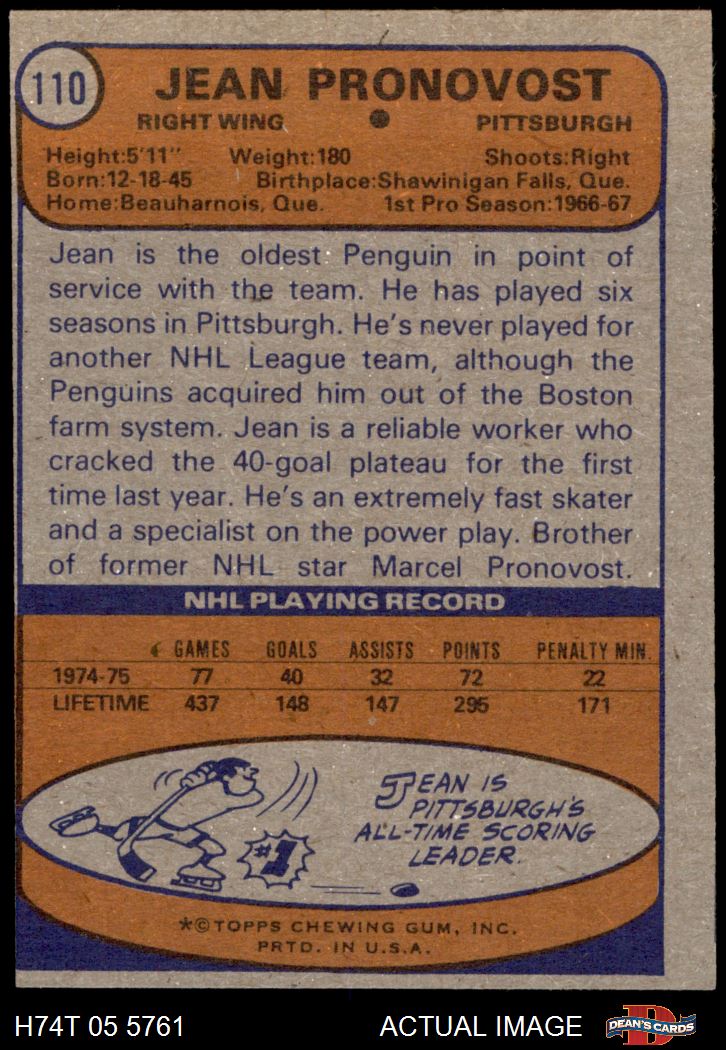 110
JEAN PRONOVOST
RIGHT WING • PITTSBURGH
Height:5'11" Weight:180 Shoots:Right
Born:12-18-45 Birthplace:Shawinigan Falls, Que.
Home:Beauharnois, Que. 1st Pro Season:1966-67
Jean is the oldest Penguin in point of
service with the team. He has played six
seasons in Pittsburgh. He's never played for
another NHL League team, although the
Penguins acquired him out of the Boston
farm system. Jean is a reliable worker who
cracked the 40-goal plateau for the first
time last year. He's an extremely fast skater
and a specialist on the power play. Brother
of former NHL star Marcel Pronovost.
NHL PLAYING RECORD
GAMES GOALS ASSISTS POINTS PENALTY MIN.
1974-75 77 40 32 72 22
LIFETIME 437 148 147 295 171
JEAN IS
PITTSBURGH'S
ALL-TIME SCORING
LEADER.
#1
*©TOPPS CHEWING GUM, INC.
PRTD. IN U.S.A.
H74T 05 5761 ACTUAL IMAGE
D
DEAN'S CARDS